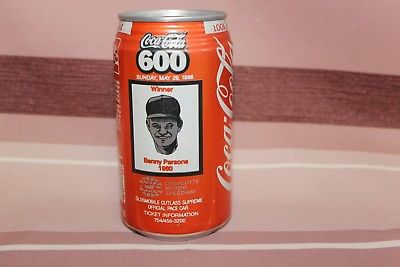 LOOK
Coca-Cola
600
SUNDAY, MAY 29, 1988
Winner
Benny Parsons
1980
CHARLOTTE
MOTOR
SPEEDWAY
OLDSMOBILE CUTLASS SUPREME
OFFICIAL PACE CAR
TICKET INFORMATION
704/455-3200
Coca-Cola